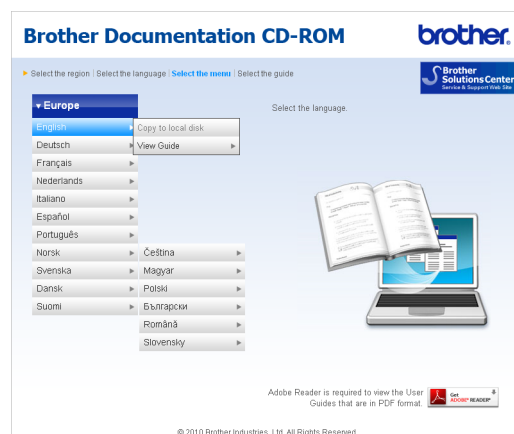 Brother Documentation CD-ROM
brother
Select the region | Select the language | Select the menu | Select the guide
Brother
Solutions Center
Service & Support Web Site
Europe
Select the language.
English
Copy to local disk
Deutsch
View Guide
Français
Nederlands
Italiano
Español
Português
Norsk
Čeština
Svenska
Magyar
Dansk
Polski
Suomi
Български
Română
Slovensky
Adobe Reader is required to view the User
Guides that are in PDF format.
Get
ADOBE® READER®
© 2010 Brother Industries, Ltd. All Rights Reserved.